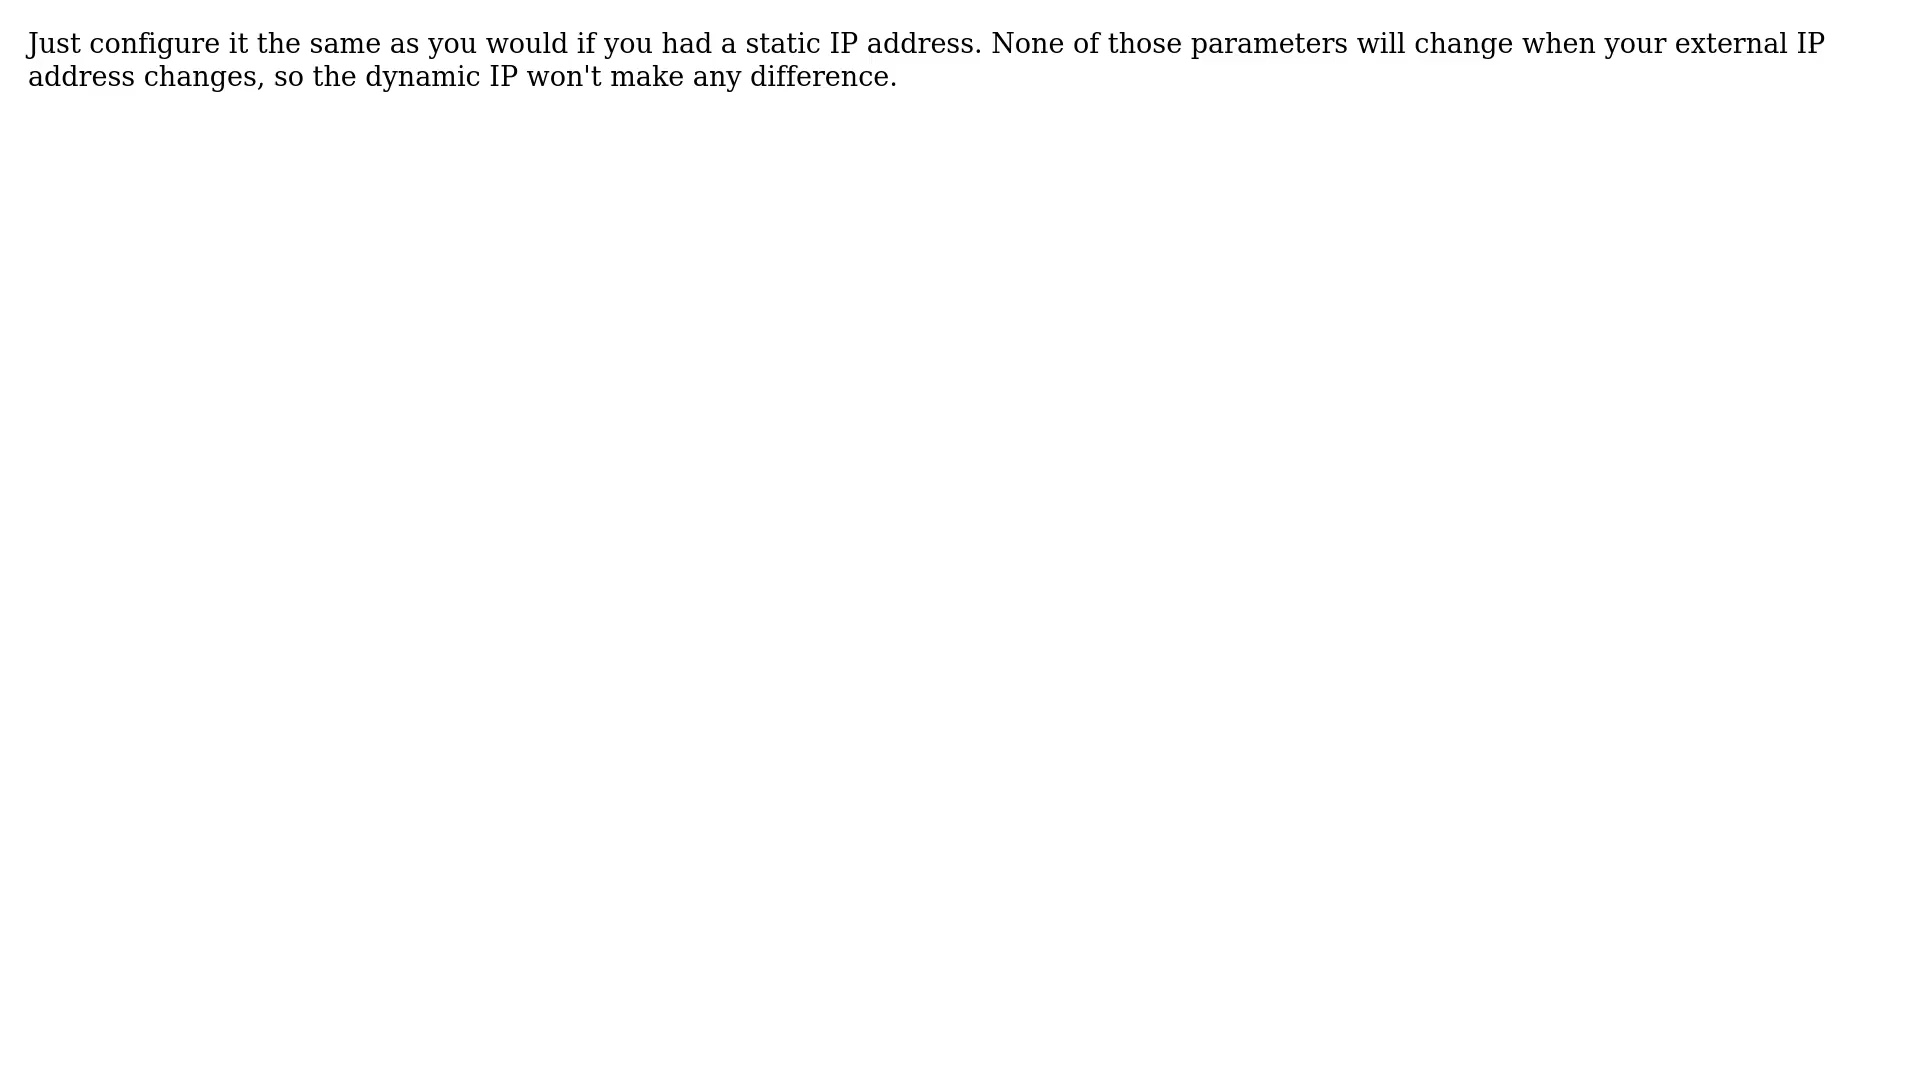 Just configure it the same as you would if you had a static IP address. None of those parameters will change when your external IP
address changes, so the dynamic IP won't make any difference.